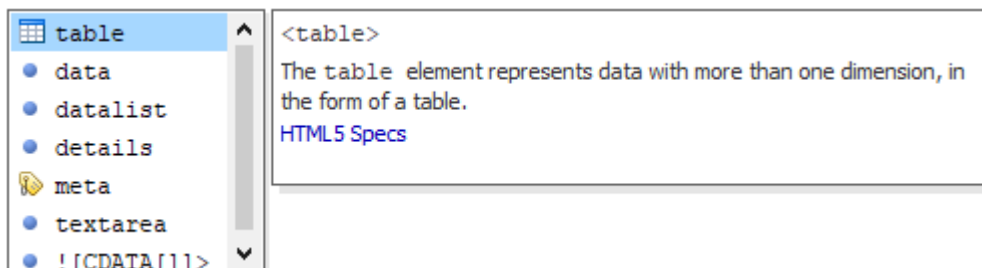 table
data
datalist
details
meta
textarea
![CDATA[]]>
<table>
The table element represents data with more than one dimension, in
the form of a table.
HTML5 Specs